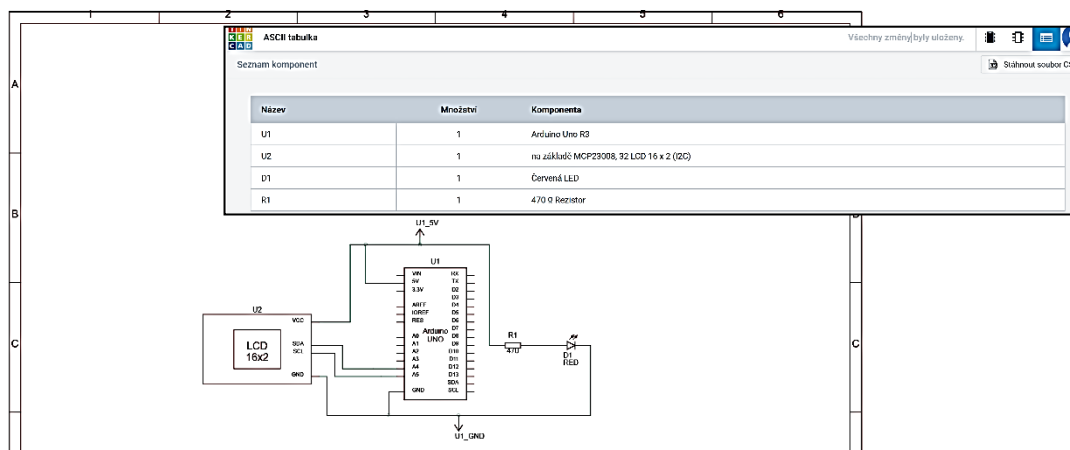 1 2 3 4 5 6
TIN
KER
CAD
ASCII tabulka
Všechny změny byly uloženy.
Seznam komponent
Stáhnout soubor CS
Název Množství Komponenta
U1 1 Arduino Uno R3
U2 1 na základě MCP23008, 32 LCD 16 x 2 (I2C)
D1 1 Červená LED
R1 1 470 Ω Rezistor
A
B B
C C
U1_5V
U1
VIN RX
5V TX
3.3V D2
D3
AREF D4
IOREF D5
RES D6
D7
A0 D8
A1 D9
A2 D10
A3 D11
A4 D12
A5 D13
SDA
GND SCL
Arduino
UNO
U2
VCC
SDA
SCL
GND
LCD
16x2
R1
470
D1
RED
U1_GND